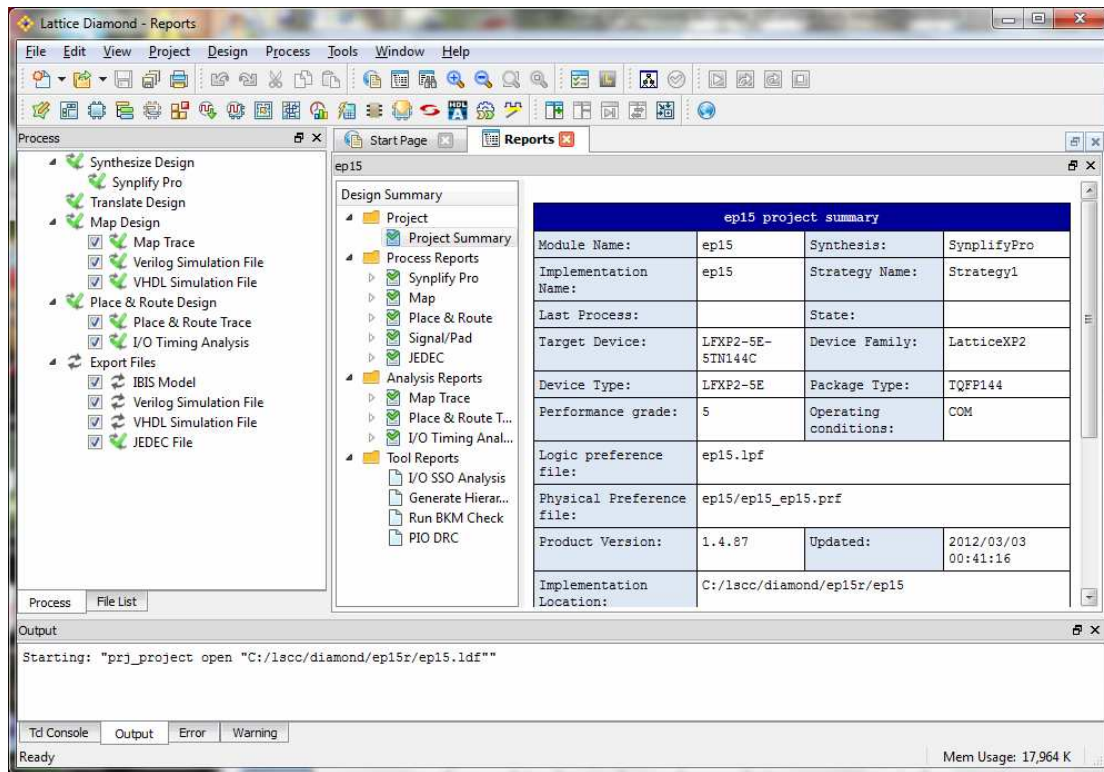 Lattice Diamond - Reports
File Edit View Project Design Process Tools Window Help
Process
Start Page
Reports
Synthesize Design
Synplify Pro
Translate Design
Map Design
Map Trace
Verilog Simulation File
VHDL Simulation File
Place & Route Design
Place & Route Trace
I/O Timing Analysis
Export Files
IBIS Model
Verilog Simulation File
VHDL Simulation File
JEDEC File
Process File List
ep15
Design Summary
Project
Project Summary
Process Reports
Synplify Pro
Map
Place & Route
Signal/Pad
JEDEC
Analysis Reports
Map Trace
Place & Route T...
I/O Timing Anal...
Tool Reports
I/O SSO Analysis
Generate Hierar...
Run BKM Check
PIO DRC
ep15 project summary
Module Name: ep15 Synthesis: SynplifyPro
Implementation Name: ep15 Strategy Name: Strategy1
Last Process: State:
Target Device: LFXP2-5E-5TN144C Device Family: LatticeXP2
Device Type: LFXP2-5E Package Type: TQFP144
Performance grade: 5 Operating conditions: COM
Logic preference file: ep15.lpf
Physical Preference file: ep15/ep15_ep15.prf
Product Version: 1.4.87 Updated: 2012/03/03 00:41:16
Implementation Location: C:/lscc/diamond/ep15r/ep15
Output
Starting: "prj_project open "C:/lscc/diamond/ep15r/ep15.ldf""
Tcl Console Output Error Warning
Ready
Mem Usage: 17,964 K